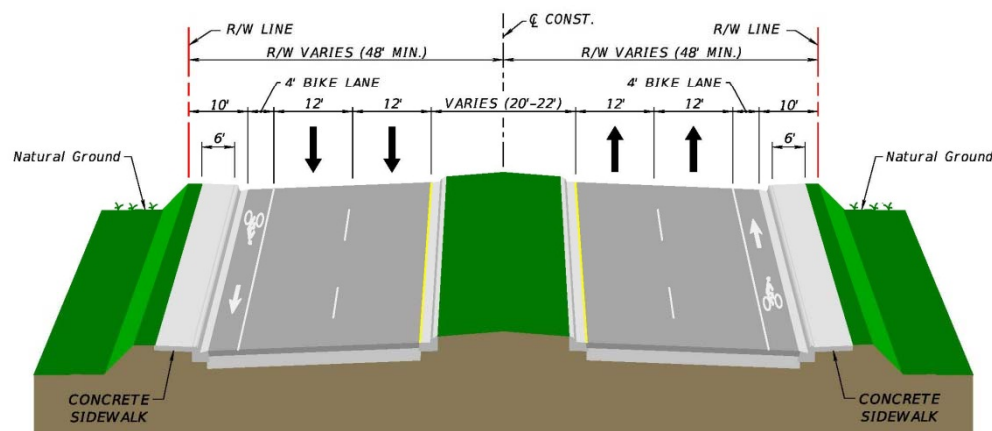 ℄ CONST.
R/W LINE
R/W LINE
R/W VARIES (48' MIN.)
R/W VARIES (48' MIN.)
4' BIKE LANE
4' BIKE LANE
10'
12'
12'
VARIES (20'-22')
12'
12'
10'
6'
6'
Natural Ground
Natural Ground
CONCRETE
SIDEWALK
CONCRETE
SIDEWALK